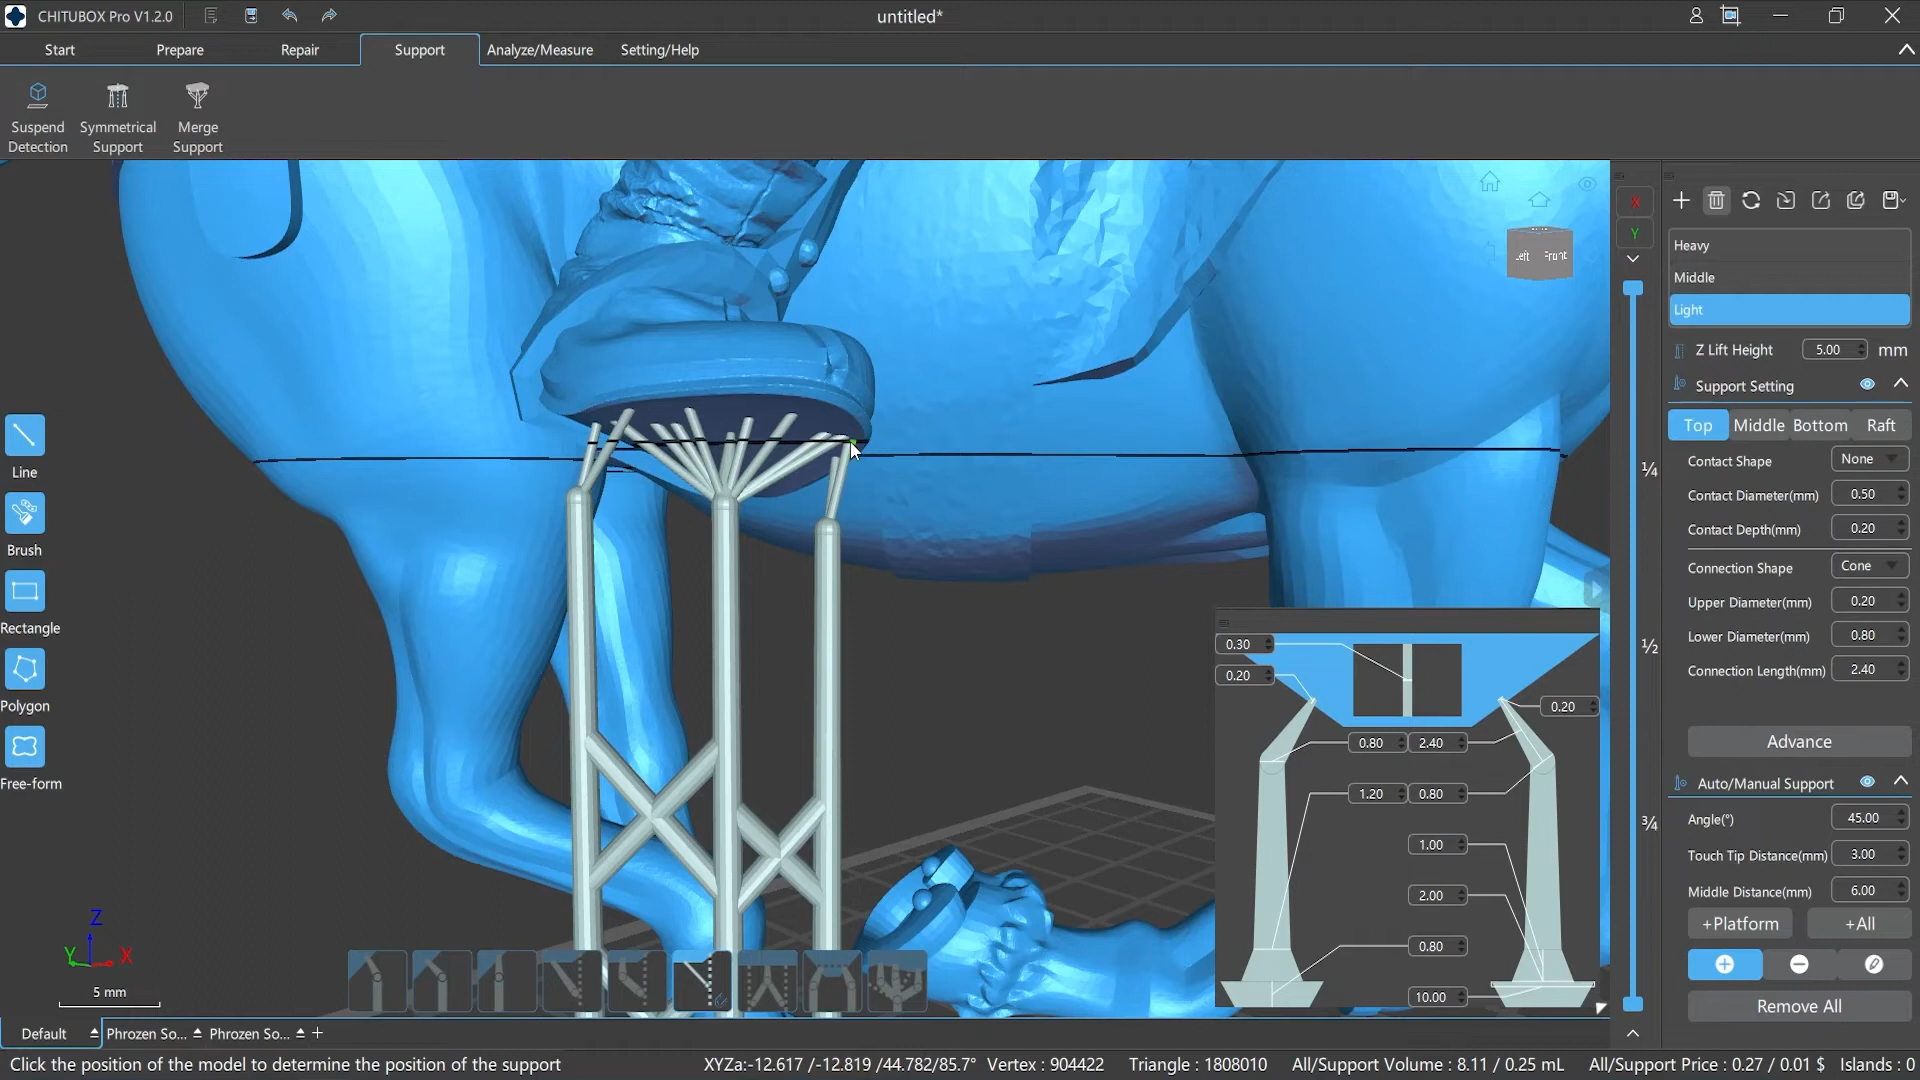 CHITUBOX Pro V1.2.0
untitled*
Start Prepare Repair Support Analyze/Measure Setting/Help
Suspend Detection
Symmetrical Support
Merge Support
X
Y
Left Front
Heavy
Middle
Light
Z Lift Height 5.00 mm
Support Setting
Top Middle Bottom Raft
Contact Shape None
Contact Diameter(mm) 0.50
Contact Depth(mm) 0.20
Connection Shape Cone
Upper Diameter(mm) 0.20
Lower Diameter(mm) 0.80
Connection Length(mm) 2.40
Advance
Auto/Manual Support
Angle(°) 45.00
Touch Tip Distance(mm) 3.00
Middle Distance(mm) 6.00
+Platform +All
Remove All
Line
Brush
Rectangle
Polygon
Free-form
1/4
1/2
3/4
0.30
0.20
0.20
0.80 2.40
1.20 0.80
1.00
2.00
0.80
10.00
Z
Y X
5 mm
Default Phrozen So... Phrozen So... +
Click the position of the model to determine the position of the support XYZa:-12.617 /-12.819 /44.782/85.7° Vertex : 904422 Triangle : 1808010 All/Support Volume : 8.11 / 0.25 mL All/Support Price : 0.27 / 0.01 $ Islands : 0